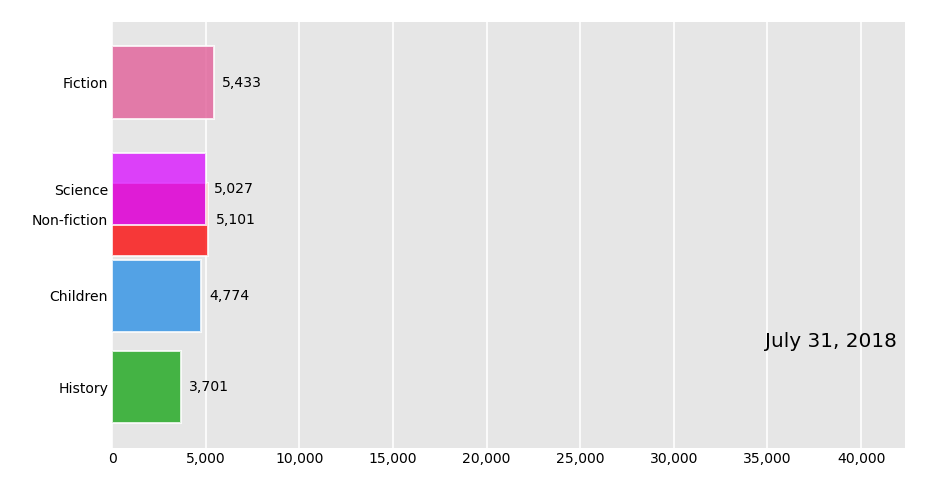 Fiction 5,433
Science 5,027
Non-fiction 5,101
Children 4,774
July 31, 2018
History 3,701
0 5,000 10,000 15,000 20,000 25,000 30,000 35,000 40,000